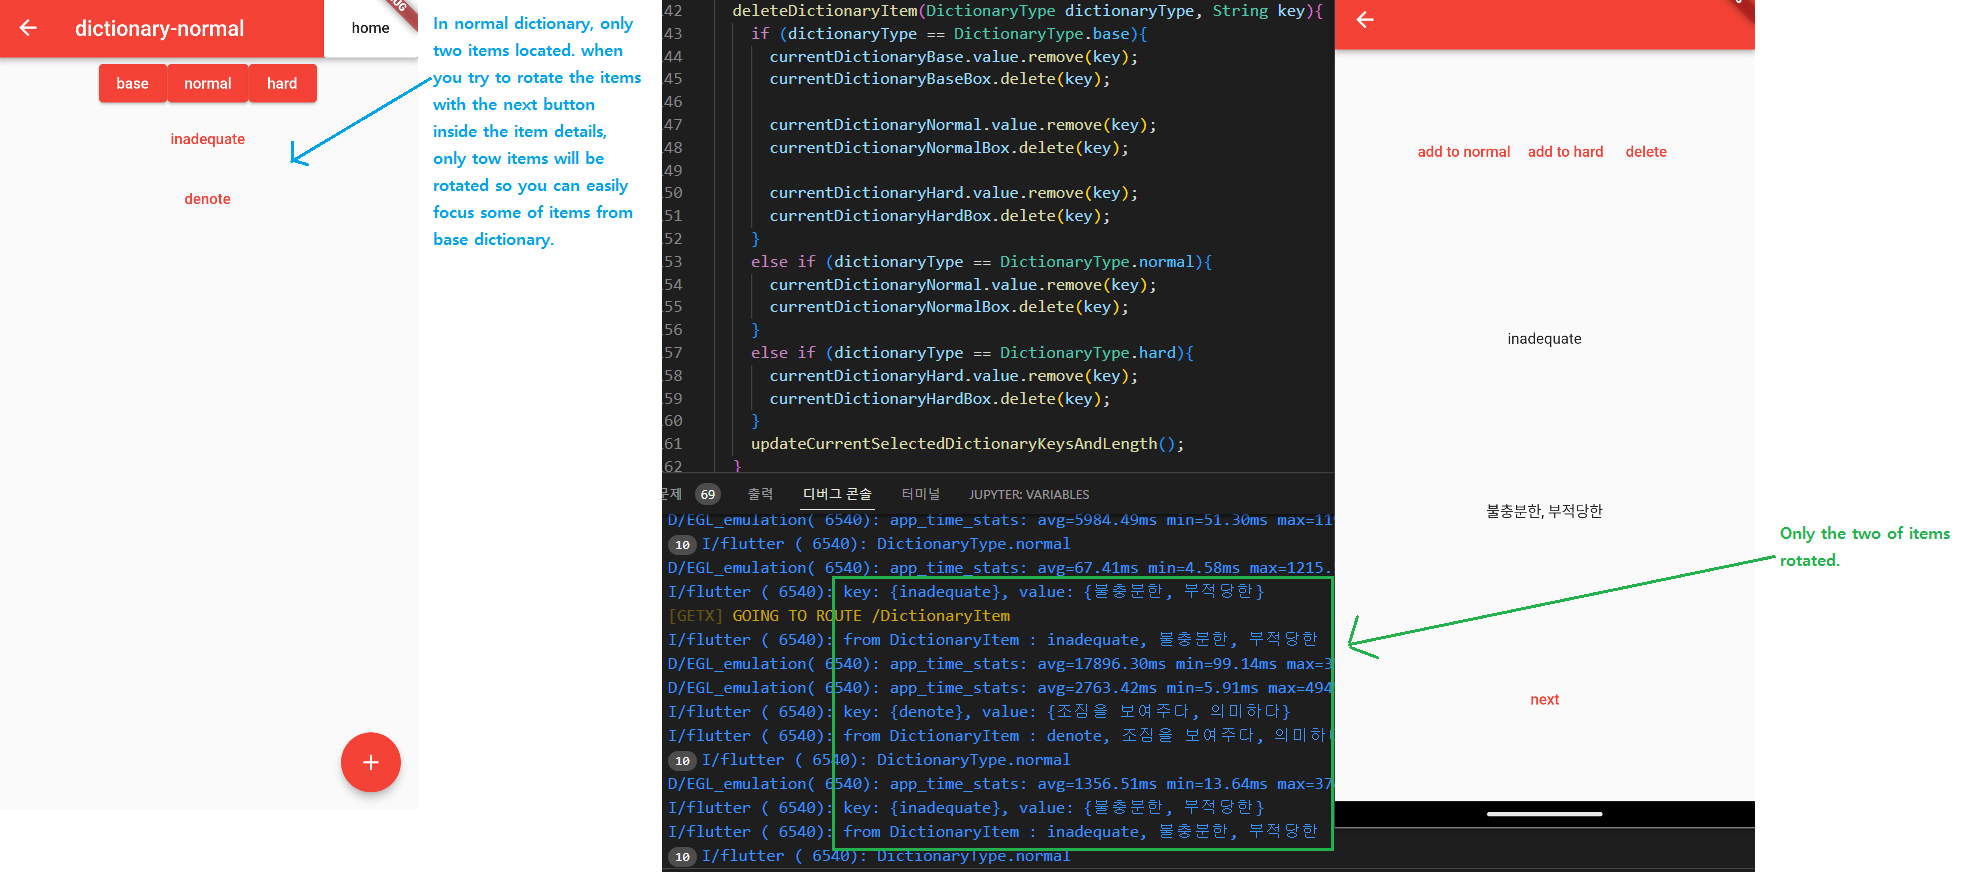 dictionary-normal
home
base normal hard
inadequate
denote
+
In normal dictionary, only
two items located. when
you try to rotate the items
with the next button
inside the item details,
only tow items will be
rotated so you can easily
focus some of items from
base dictionary.
42 deleteDictionaryItem(DictionaryType dictionaryType, String key){
43 if (dictionaryType == DictionaryType.base){
44 currentDictionaryBase.value.remove(key);
45 currentDictionaryBaseBox.delete(key);
46
47 currentDictionaryNormal.value.remove(key);
48 currentDictionaryNormalBox.delete(key);
49
50 currentDictionaryHard.value.remove(key);
51 currentDictionaryHardBox.delete(key);
52 }
53 else if (dictionaryType == DictionaryType.normal){
54 currentDictionaryNormal.value.remove(key);
55 currentDictionaryNormalBox.delete(key);
56 }
57 else if (dictionaryType == DictionaryType.hard){
58 currentDictionaryHard.value.remove(key);
59 currentDictionaryHardBox.delete(key);
60 }
61 updateCurrentSelectedDictionaryKeysAndLength();
62 }
문제 69 출력 디버그 콘솔 터미널 JUPYTER: VARIABLES
D/EGL_emulation( 6540): app_time_stats: avg=5984.49ms min=51.30ms max=119
10 I/flutter ( 6540): DictionaryType.normal
D/EGL_emulation( 6540): app_time_stats: avg=67.41ms min=4.58ms max=1215.
I/flutter ( 6540): key: {inadequate}, value: {불충분한, 부적당한}
[GETX] GOING TO ROUTE /DictionaryItem
I/flutter ( 6540): from DictionaryItem : inadequate, 불충분한, 부적당한
D/EGL_emulation( 6540): app_time_stats: avg=17896.30ms min=99.14ms max=3
D/EGL_emulation( 6540): app_time_stats: avg=2763.42ms min=5.91ms max=494
I/flutter ( 6540): key: {denote}, value: {조짐을 보여주다, 의미하다}
I/flutter ( 6540): from DictionaryItem : denote, 조짐을 보여주다, 의미하
10 I/flutter ( 6540): DictionaryType.normal
D/EGL_emulation( 6540): app_time_stats: avg=1356.51ms min=13.64ms max=37
I/flutter ( 6540): key: {inadequate}, value: {불충분한, 부적당한}
I/flutter ( 6540): from DictionaryItem : inadequate, 불충분한, 부적당한
10 I/flutter ( 6540): DictionaryType.normal
add to normal add to hard delete
inadequate
불충분한, 부적당한
next
Only the two of items
rotated.